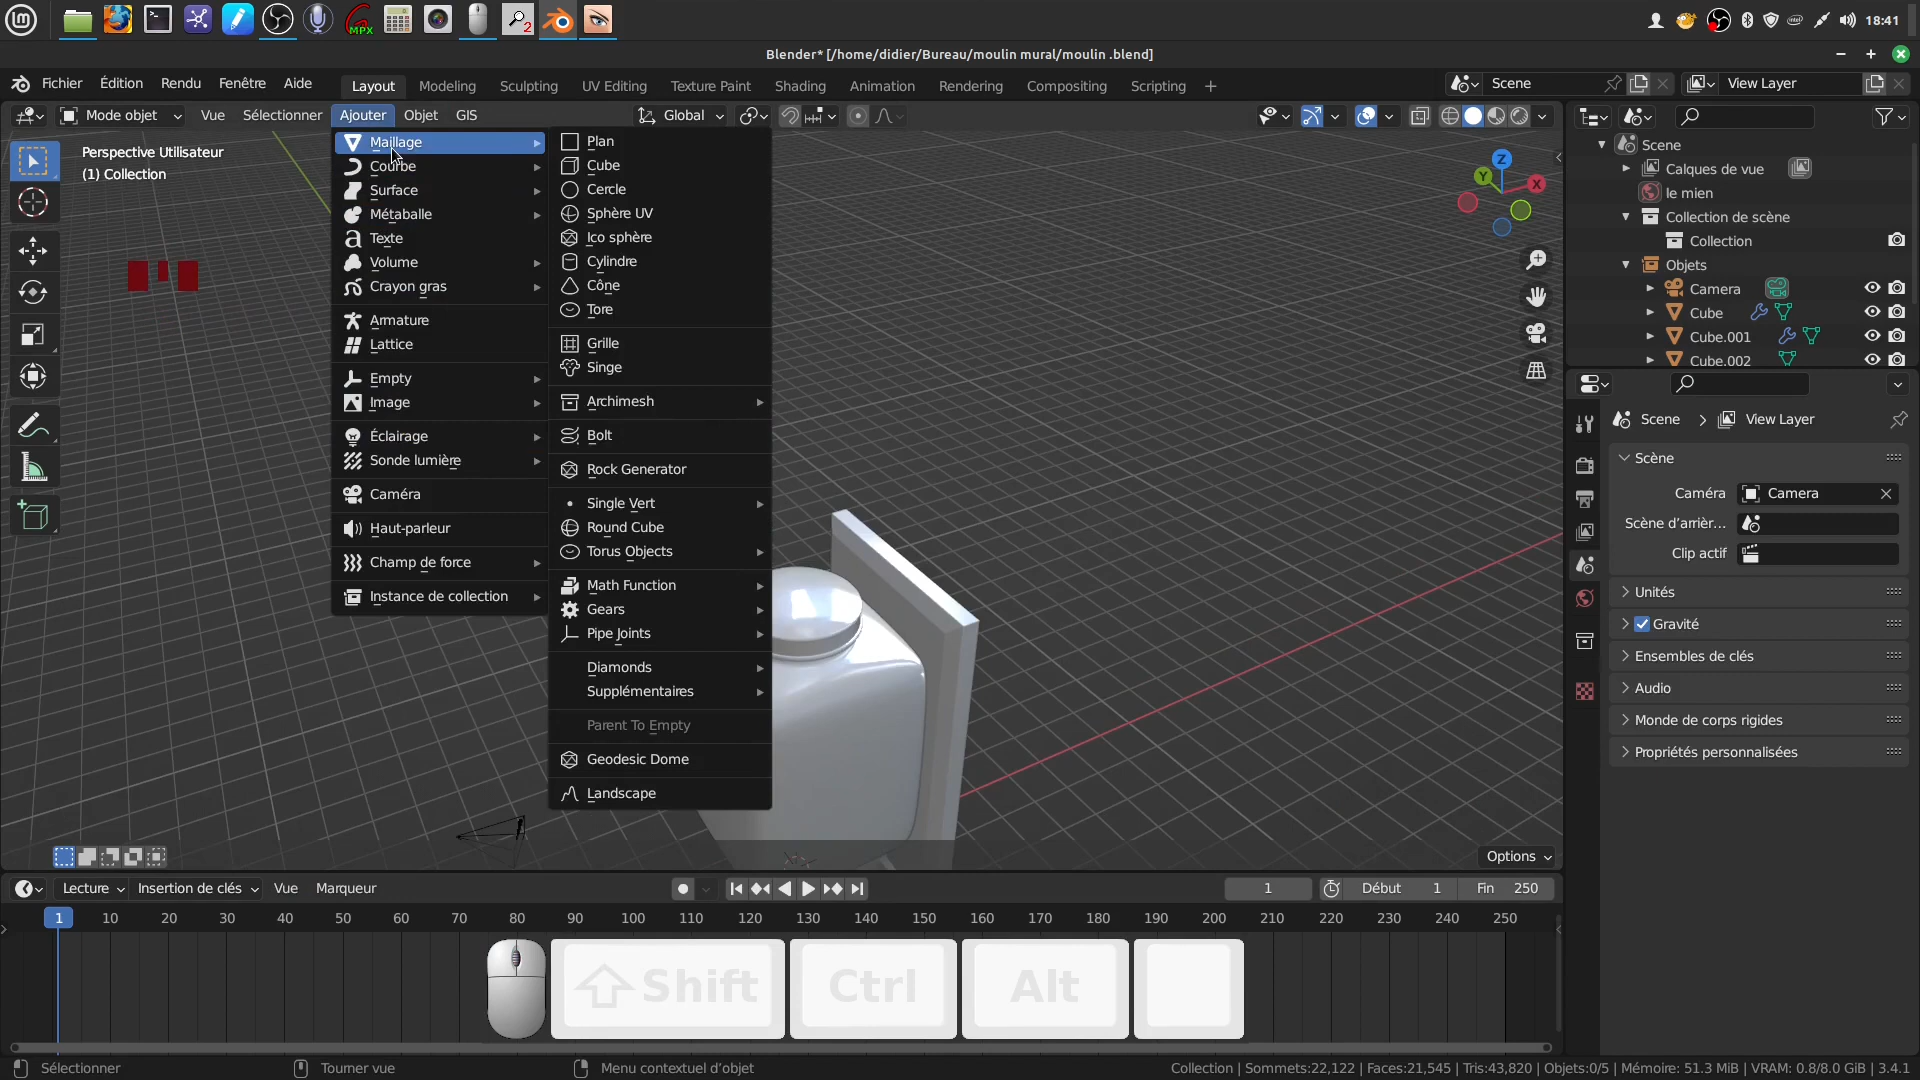 MPX
2
18:41
Blender* [/home/didier/Bureau/moulin mural/moulin .blend]
Fichier Édition Rendu Fenêtre Aide Layout Modeling Sculpting UV Editing Texture Paint Shading Animation Rendering Compositing Scripting + Scene View Layer
Mode objet Vue Sélectionner Ajouter Objet GIS Global
Perspective Utilisateur
(1) Collection
Maillage
Courbe
Surface
Métaballe
Texte
Volume
Crayon gras
Armature
Lattice
Empty
Image
Éclairage
Sonde lumière
Caméra
Haut-parleur
Champ de force
Instance de collection
Plan
Cube
Cercle
Sphère UV
Ico sphère
Cylindre
Cône
Tore
Grille
Singe
Archimesh
Bolt
Rock Generator
Single Vert
Round Cube
Torus Objects
Math Function
Gears
Pipe Joints
Diamonds
Supplémentaires
Parent To Empty
Geodesic Dome
Landscape
Z
Y
X
Options
Scene
Calques de vue
le mien
Collection de scène
Collection
Objets
Camera
Cube
Cube.001
Cube.002
Scene > View Layer
Scène
Caméra Camera
Scène d'arrièr...
Clip actif
Unités
Gravité
Ensembles de clés
Audio
Monde de corps rigides
Propriétés personnalisées
Lecture Insertion de clés Vue Marqueur 1 Début 1 Fin 250
1 10 20 30 40 50 60 70 80 90 100 110 120 130 140 150 160 170 180 190 200 210 220 230 240 250
Shift Ctrl Alt
Sélectionner Tourner vue Menu contextuel d'objet Collection | Sommets:22,122 | Faces:21,545 | Tris:43,820 | Objets:0/5 | Mémoire: 51.3 MiB | VRAM: 0.8/8.0 GiB | 3.4.1